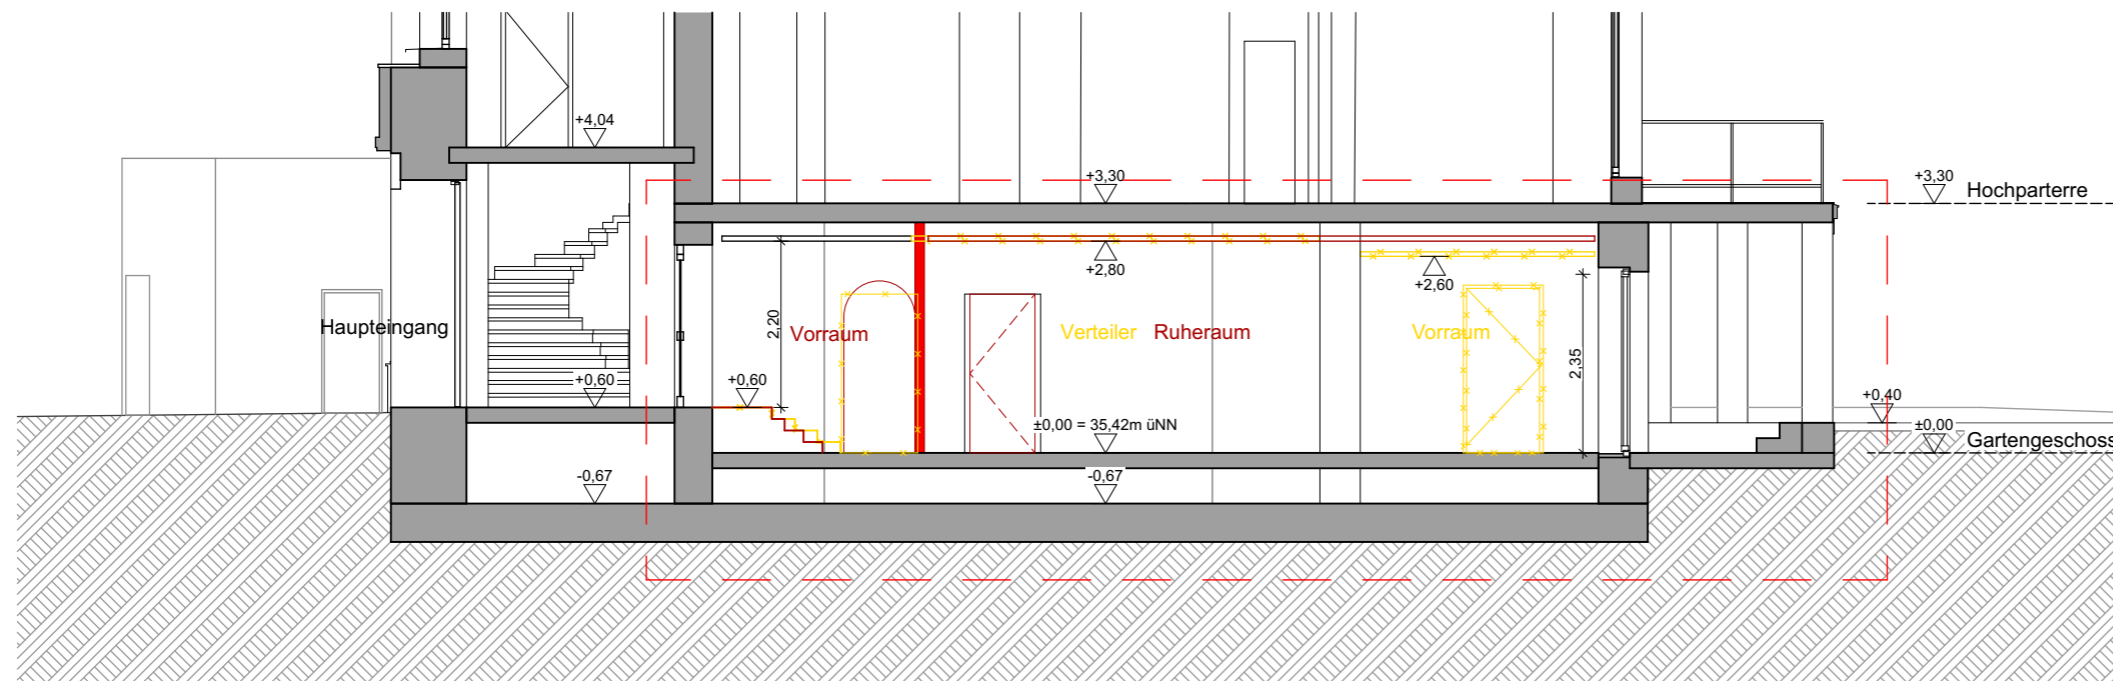 +4,04
+3,30
+3,30
Hochparterre
+2,80
+2,60
Haupteingang
2,20
Vorraum
Verteiler
Ruheraum
Vorraum
2,35
+0,60
+0,60
+0,40
±0,00 = 35,42m üNN
±0,00
Gartengeschoss
-0,67
-0,67